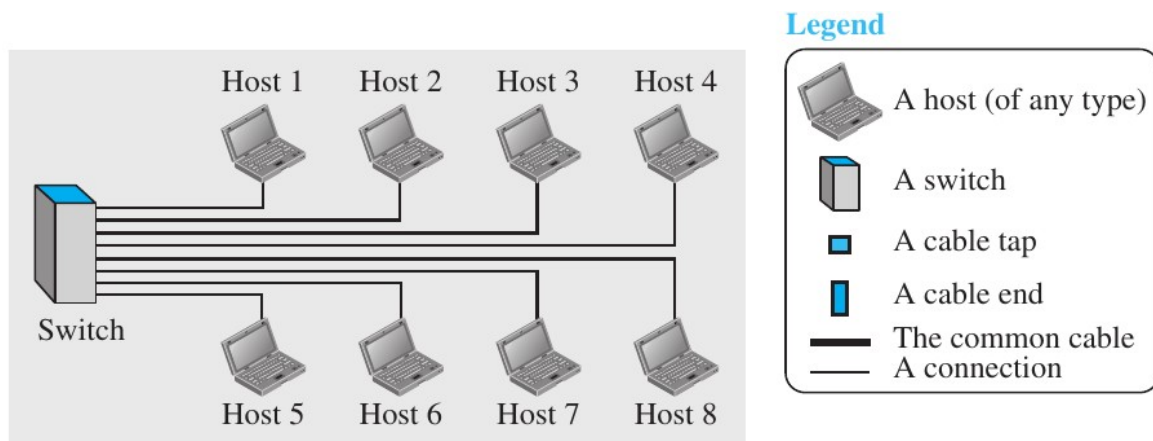 Legend
Host 1 Host 2 Host 3 Host 4
A host (of any type)
A switch
A cable tap
A cable end
Switch
The common cable
A connection
Host 5 Host 6 Host 7 Host 8